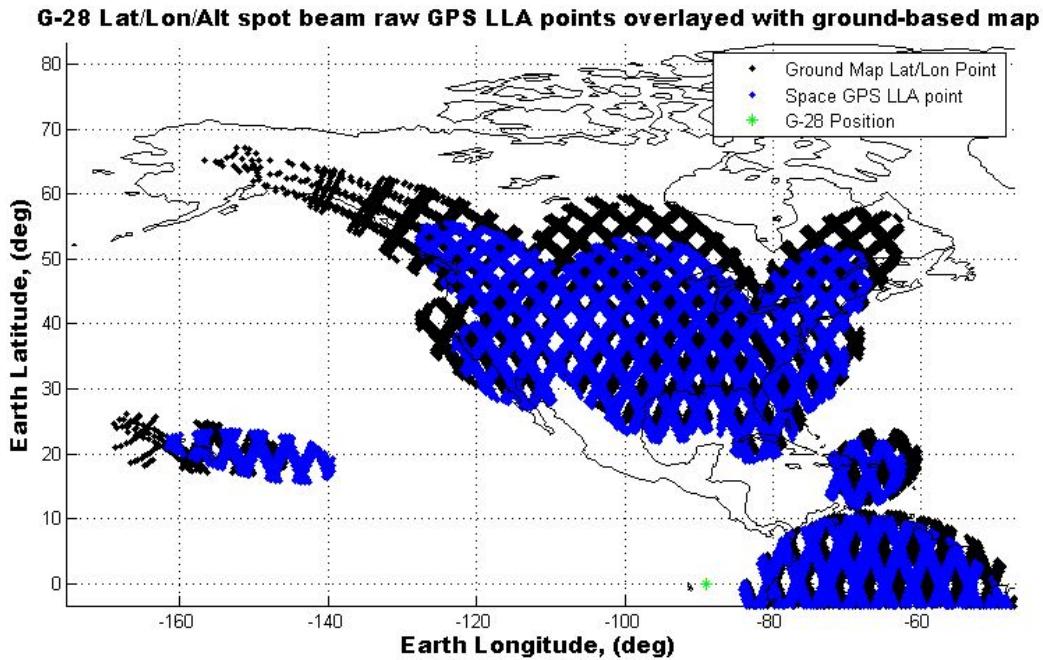 G-28 Lat/Lon/Alt spot beam raw GPS LLA points overlayed with ground-based map
Ground Map Lat/Lon Point
Space GPS LLA point
G-28 Position
80
70
60
50
40
30
20
10
0
Earth Latitude, (deg)
-160
-140
-120
-100
-80
-60
Earth Longitude, (deg)